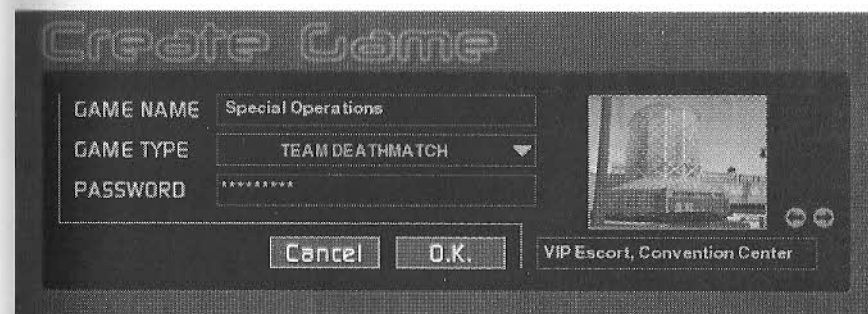 Create Game
GAME NAME Special Operations
GAME TYPE TEAM DEATHMATCH
PASSWORD *********
Cancel O.K.
VIP Escort, Convention Center